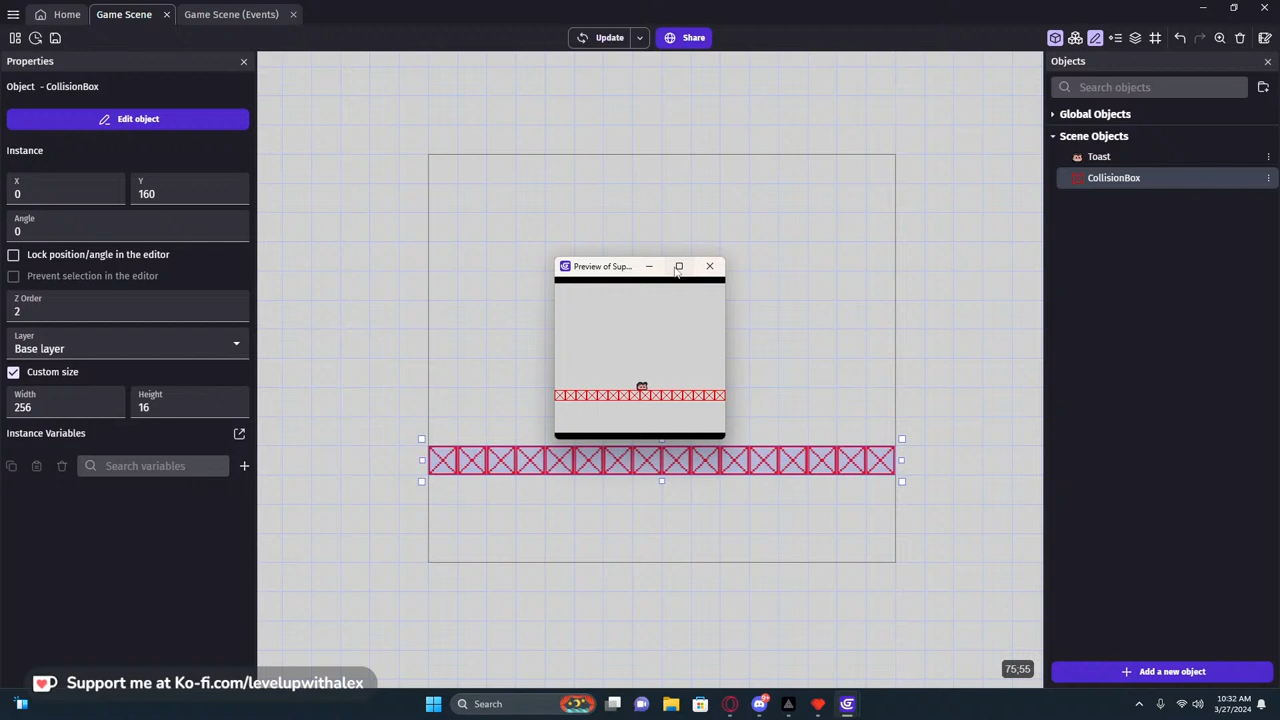 Home
Game Scene
Game Scene (Events)
Update
Share
Properties
Object - CollisionBox
Edit object
Instance
X
0
Y
160
Angle
0
Lock position/angle in the editor
Prevent selection in the editor
Z Order
2
Layer
Base layer
Custom size
Width
256
Height
16
Instance Variables
Search variables
Preview of Sup...
Objects
Search objects
Global Objects
Scene Objects
Toast
CollisionBox
75;55
Add a new object
Support me at Ko-fi.com/levelupwithalex
Search
9+
10:32 AM
3/27/2024